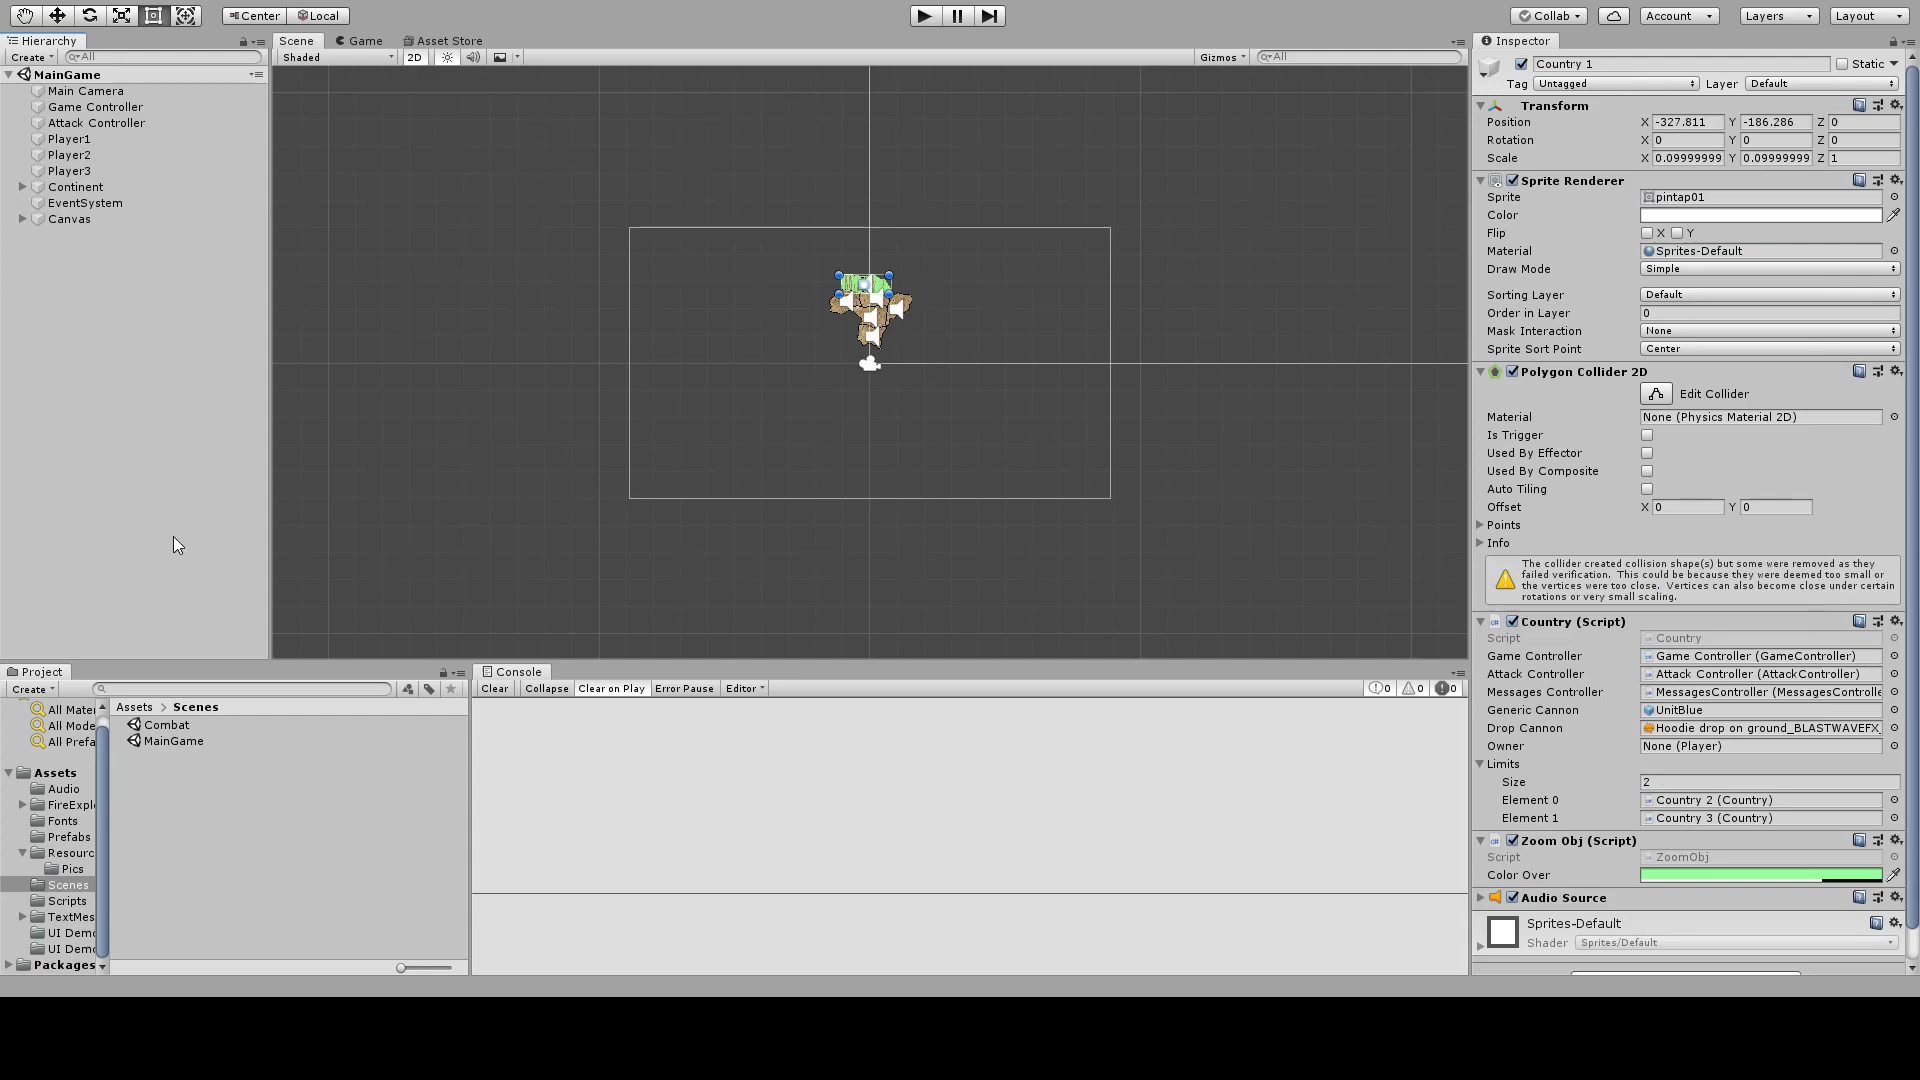 Center Local Collab Account Layers Layout
Hierarchy
Create All
MainGame
Main Camera
Game Controller
Attack Controller
Player1
Player2
Player3
Continent
EventSystem
Canvas
Scene Game Asset Store
Shaded 2D Gizmos All
Inspector
Country 1 Static
Tag Untagged Layer Default
Transform
Position X -327.811 Y -186.286 Z 0
Rotation X 0 Y 0 Z 0
Scale X 0.09999999 Y 0.09999999 Z 1
Sprite Renderer
Sprite pintap01
Color
Flip X Y
Material Sprites-Default
Draw Mode Simple
Sorting Layer Default
Order in Layer 0
Mask Interaction None
Sprite Sort Point Center
Polygon Collider 2D
Edit Collider
Material None (Physics Material 2D)
Is Trigger
Used By Effector
Used By Composite
Auto Tiling
Offset X 0 Y 0
Points
Info
The collider created collision shape(s) but some were removed as they
failed verification. This could be because they were deemed too small or
the vertices were too close. Vertices can also become close under certain
rotations or very small scaling.
Country (Script)
Script Country
Game Controller Game Controller (GameController)
Attack Controller Attack Controller (AttackController)
Messages Controller MessagesController (MessagesControlle
Generic Cannon UnitBlue
Drop Cannon Hoodie drop on ground_BLASTWAVEFX_
Owner None (Player)
Limits
Size 2
Element 0 Country 2 (Country)
Element 1 Country 3 (Country)
Zoom Obj (Script)
Script ZoomObj
Color Over
Audio Source
Sprites-Default
Shader Sprites/Default
Project
Create
All Mater
All Mode
All Prefa
Assets
Audio
FireExpl
Fonts
Prefabs
Resourc
Pics
Scenes
Scripts
TextMes
UI Demo
UI Demo
Packages
Assets > Scenes
Combat
MainGame
Console
Clear Collapse Clear on Play Error Pause Editor 0 0 0